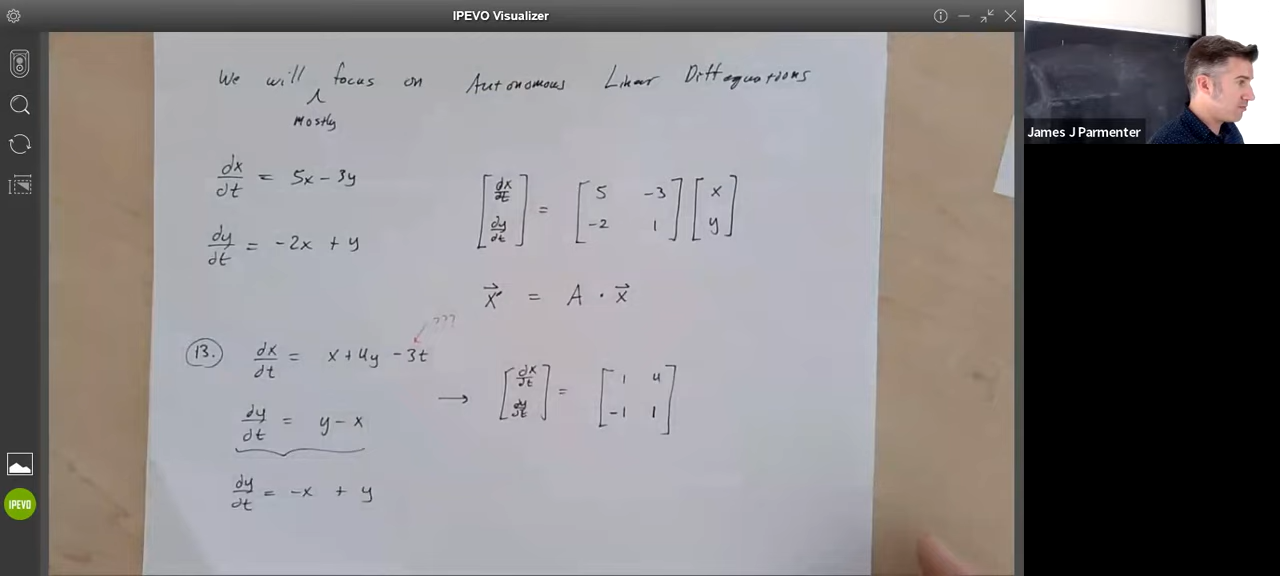 IPEVO Visualizer
James J Parmenter
We will focus on Autonomous Linear Diff equations
mostly
dx/dt = 5x - 3y
dy/dt = -2x + y
[dx/dt dy/dt] = [5 -3 -2 1] [x y]
x⃗' = A · x⃗
???
13. dx/dt = x + 4y - 3t
dy/dt = y - x
→ [dx/dt dy/dt] = [1 4 -1 1]
dy/dt = -x + y
IPEVO